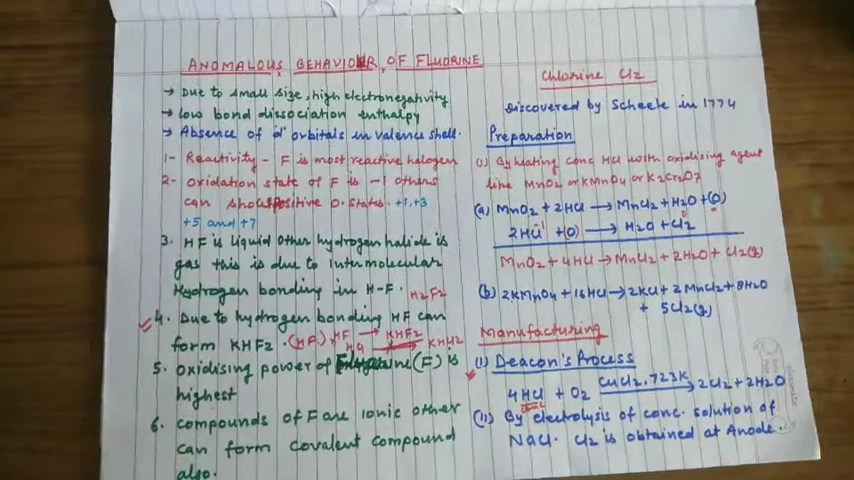 ANOMALOUS BEHAVIOUR OF FLUORINE
→ Due to small size, high electronegativity
→ low bond dissociation enthalpy
→ Absence of d' orbitals in valence shell.
1- Reactivity - F is most reactive halogen
2- Oxidation state of F is -1 others
can show positive O. States. +1, +3
+5 and +7
3. HF is liquid other hydrogen halide is
gas this is due to intermolecular
Hydrogen bonding in H-F. H2F2
4. Due to hydrogen bonding HF can
form KHF2 . (HF.) HF → KHF2
5. oxidising power of (F) is
highest
6. compounds of F are ionic other
can form covalent compound
also.
Chlorine Cl2
discovered by Scheele in 1774
Preparation
(i) By heating conc HCl with oxidising agent
like MnO2 or KMnO4 or K2Cr2O7
(a) MnO2 + 2HCl → MnCl2 + H2O + (O)
2HCl + (O) → H2O + Cl2
MnO2 + 4HCl → MnCl2 + 2H2O + Cl2(g)
(b) 2KMnO4 + 16HCl → 2KCl + 2MnCl2 + 8H2O
+ 5Cl2(g)
Manufacturing
(i) Deacon's Process
4HCl + O2 CuCl2, 723K → 2Cl2 + 2H2O
(ii) By electrolysis of conc. solution of
NaCl. Cl2 is obtained at Anode.